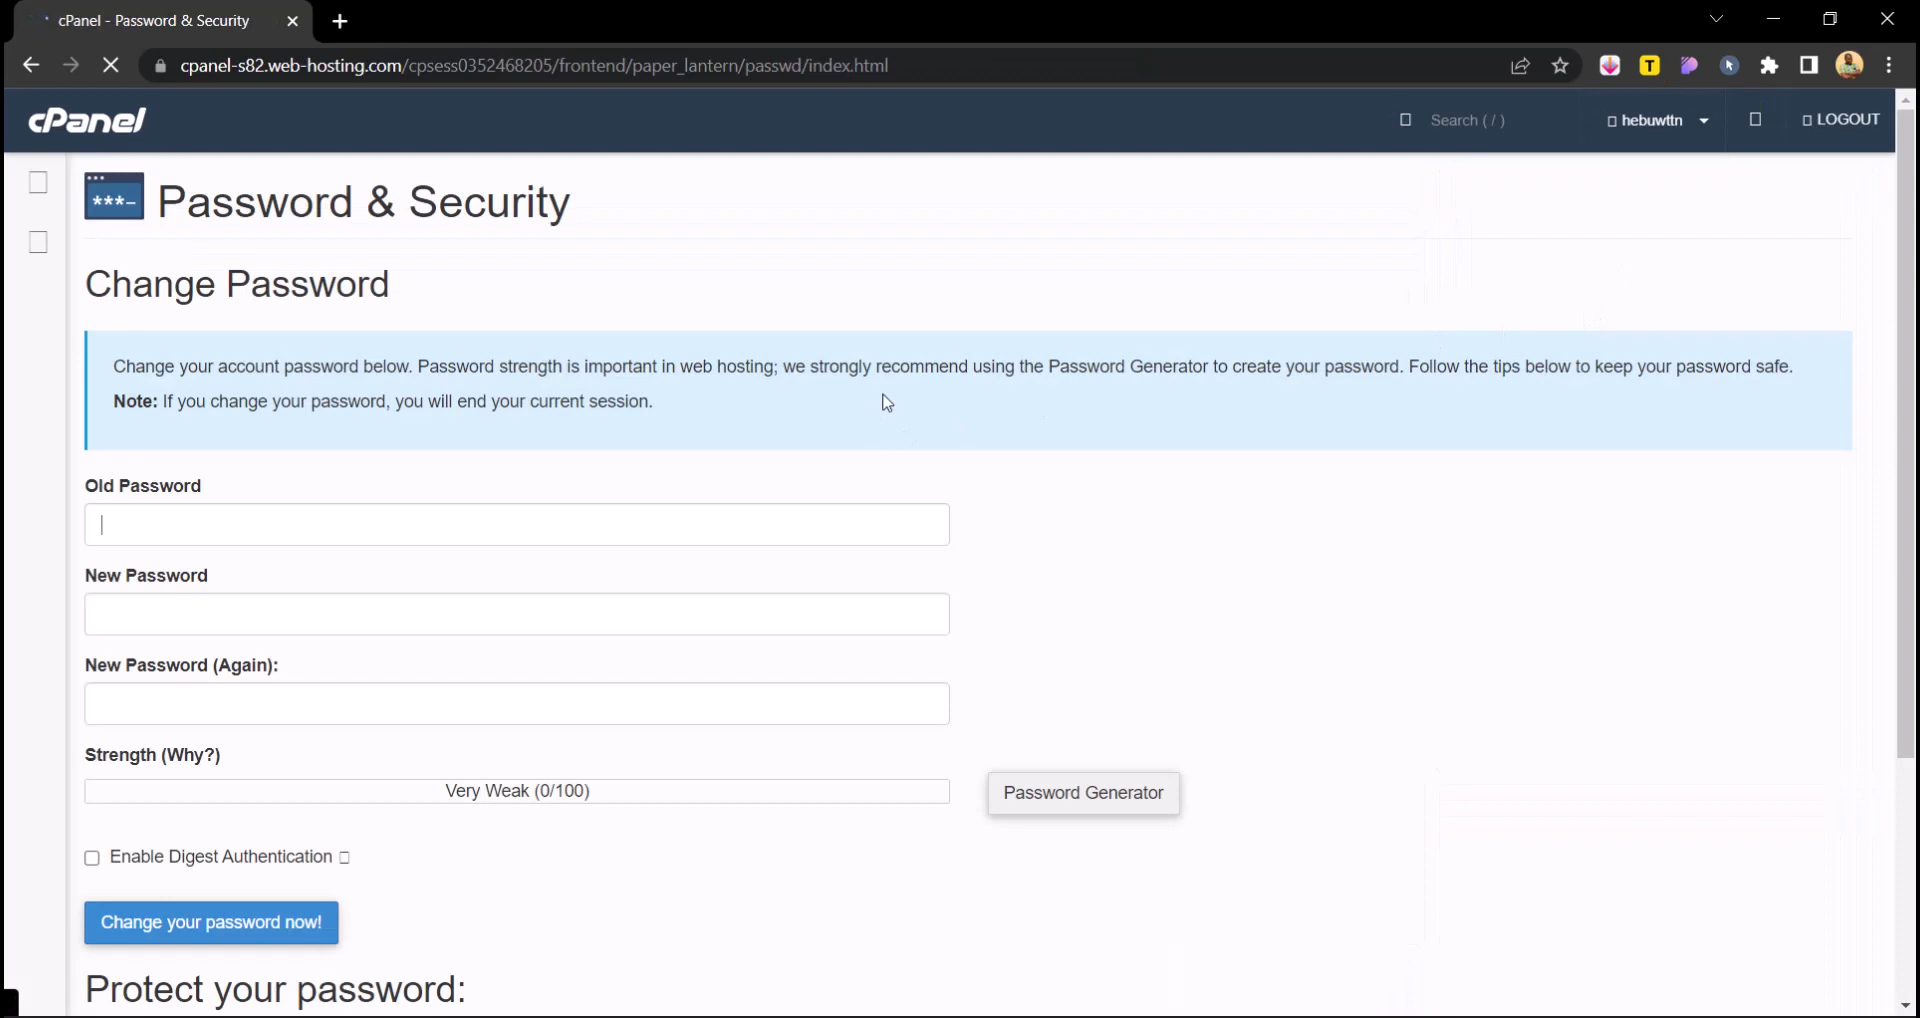 cPanel - Password & Security
cpanel-s82.web-hosting.com/cpsess0352468205/frontend/paper_lantern/passwd/index.html
T
cPanel
Search ( / )
hebuwttn
LOGOUT
***–
Password & Security
Change Password
Change your account password below. Password strength is important in web hosting; we strongly recommend using the Password Generator to create your password. Follow the tips below to keep your password safe.
Note: If you change your password, you will end your current session.
Old Password
New Password
New Password (Again):
Strength (Why?)
Very Weak (0/100)
Password Generator
Enable Digest Authentication
Change your password now!
Protect your password: